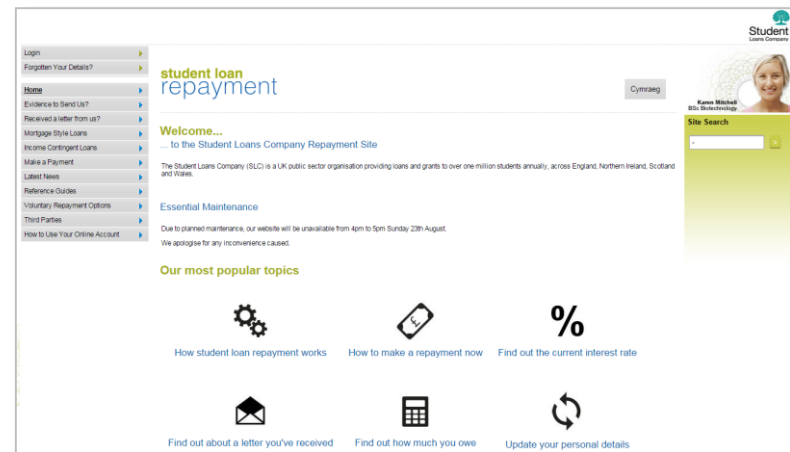 Student
Loans Company
Login
Forgotten Your Details?
Home
Evidence to Send Us?
Received a letter from us?
Mortgage Style Loans
Income Contingent Loans
Make a Payment
Latest News
Reference Guides
Voluntary Repayment Options
Third Parties
How to Use Your Online Account
student loan
repayment
Cymraeg
Karen Mitchell
BSc Biotechnology
Site Search
Welcome...
... to the Student Loans Company Repayment Site
The Student Loans Company (SLC) is a UK public sector organisation providing loans and grants to over one million students annually, across England, Northern Ireland, Scotland
and Wales.
Essential Maintenance
Due to planned maintenance, our website will be unavailable from 4pm to 5pm Sunday 23th August.
We apologise for any inconvenience caused.
Our most popular topics
£
%
How student loan repayment works
How to make a repayment now
Find out the current interest rate
Find out about a letter you've received
Find out how much you owe
Update your personal details